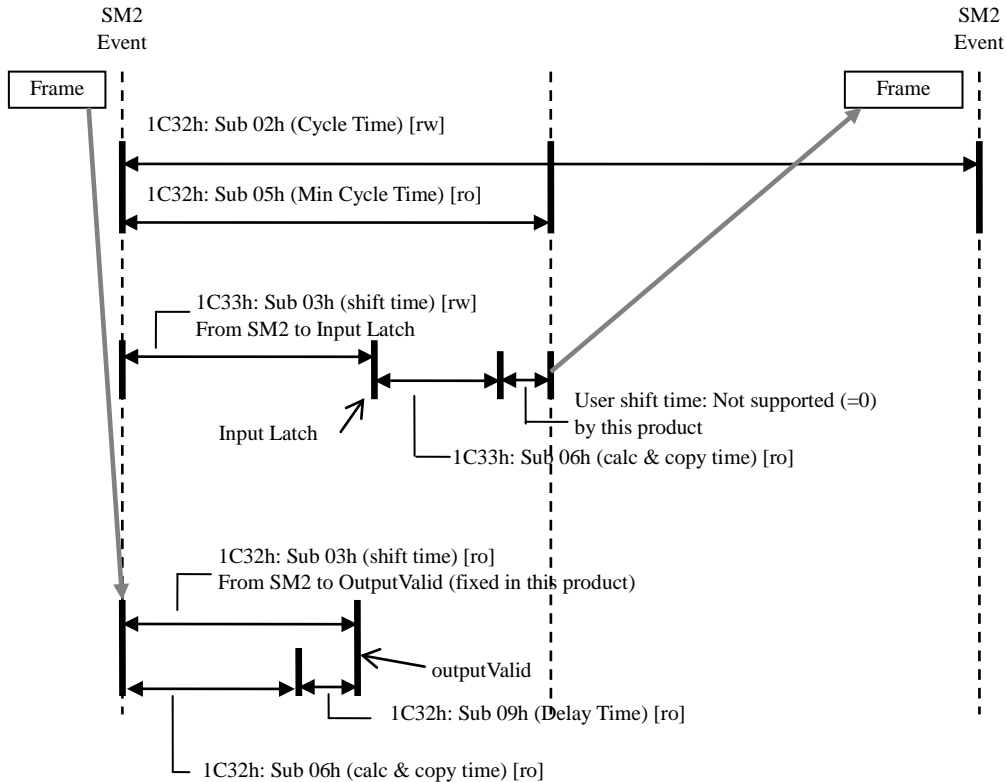 SM2
Event
SM2
Event
Frame
Frame
1C32h: Sub 02h (Cycle Time) [rw]
1C32h: Sub 05h (Min Cycle Time) [ro]
1C33h: Sub 03h (shift time) [rw]
From SM2 to Input Latch
User shift time: Not supported (=0)
by this product
Input Latch
1C33h: Sub 06h (calc & copy time) [ro]
1C32h: Sub 03h (shift time) [ro]
From SM2 to OutputValid (fixed in this product)
outputValid
1C32h: Sub 09h (Delay Time) [ro]
1C32h: Sub 06h (calc & copy time) [ro]